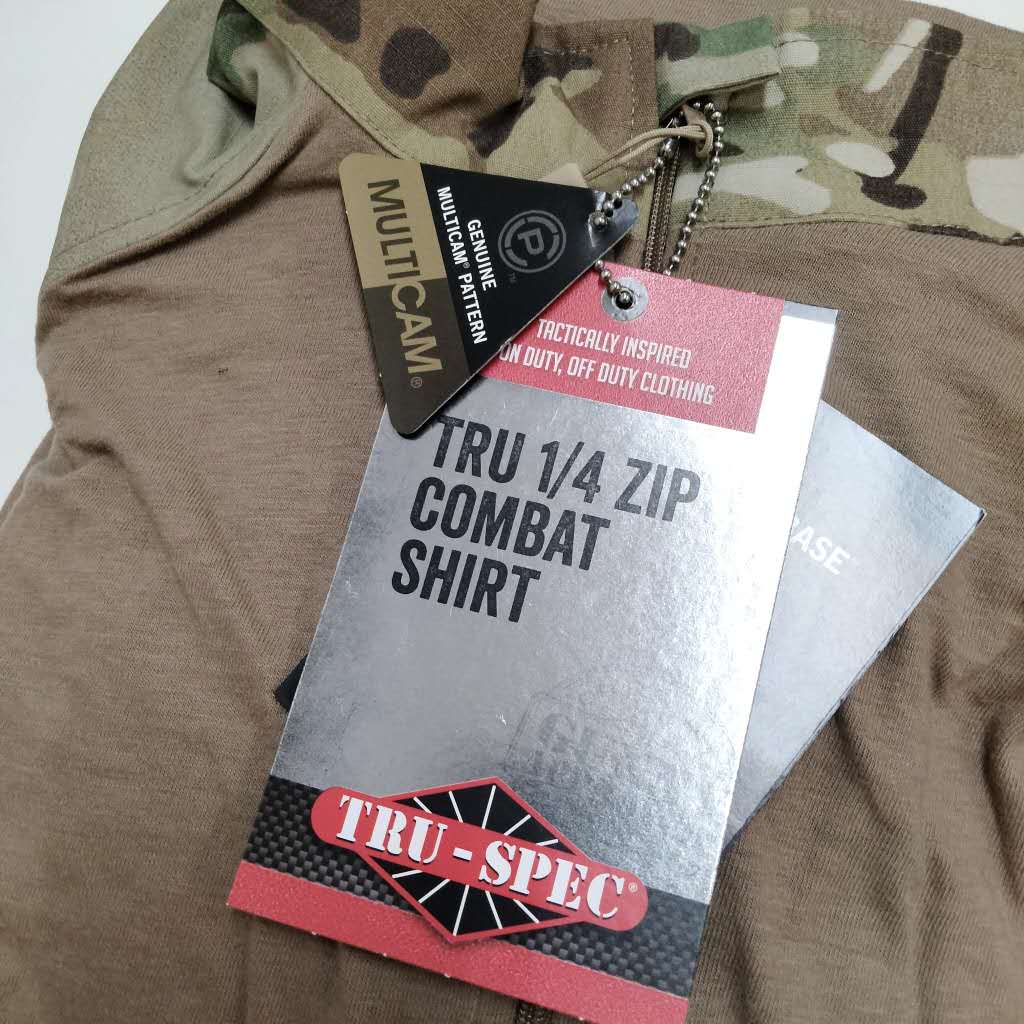 MULTICAM®
GENUINE
MULTICAM® PATTERN
P
™
TACTICALLY INSPIRED
ON DUTY, OFF DUTY CLOTHING
TRU 1/4 ZIP
COMBAT
SHIRT
TRU-SPEC®